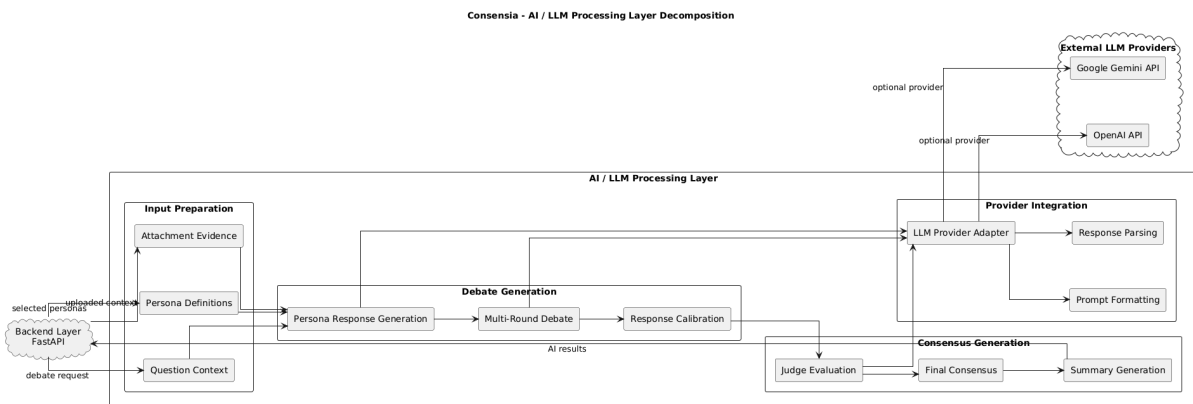 Consensia - AI / LLM Processing Layer Decomposition
External LLM Providers
Google Gemini API
optional provider
OpenAI API
optional provider
AI / LLM Processing Layer
Input Preparation
Provider Integration
Attachment Evidence
LLM Provider Adapter
Response Parsing
Debate Generation
uploaded context
selected personas
Persona Definitions
Prompt Formatting
Persona Response Generation
Multi-Round Debate
Response Calibration
Backend Layer
FastAPI
AI results
Consensus Generation
debate request
Question Context
Judge Evaluation
Final Consensus
Summary Generation